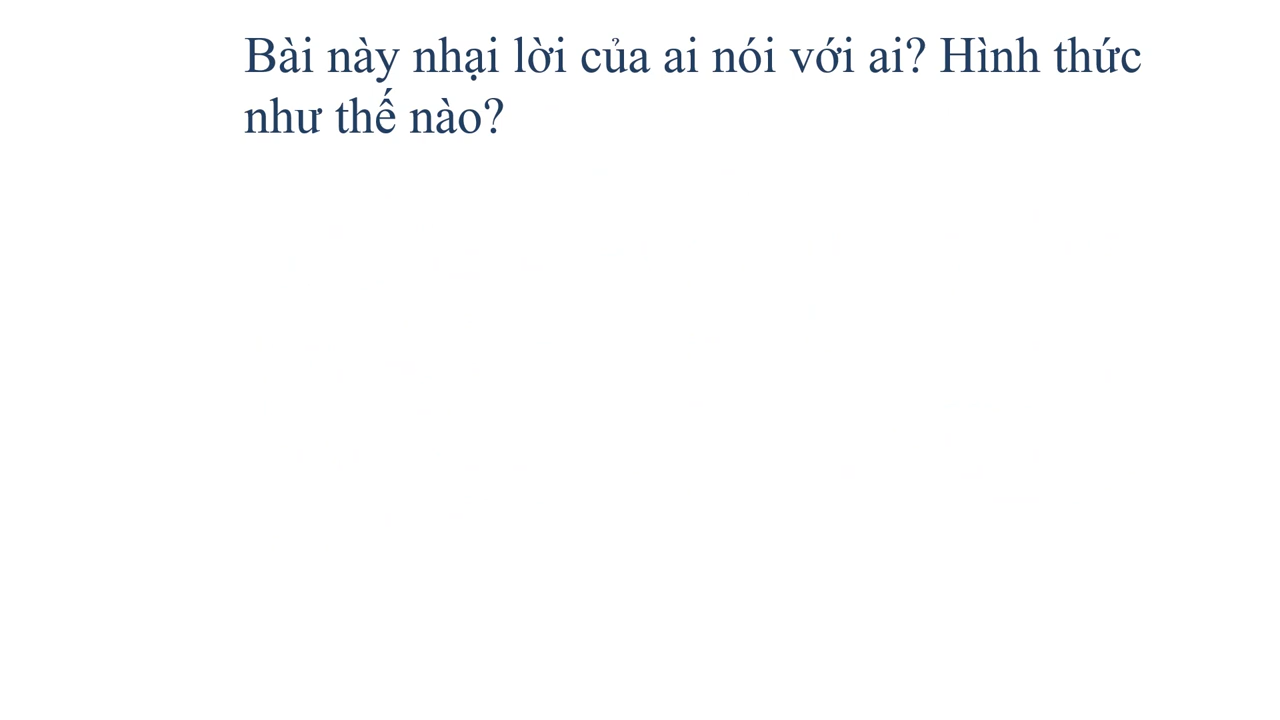 Bài này nhại lời của ai nói với ai? Hình thức
như thế nào?